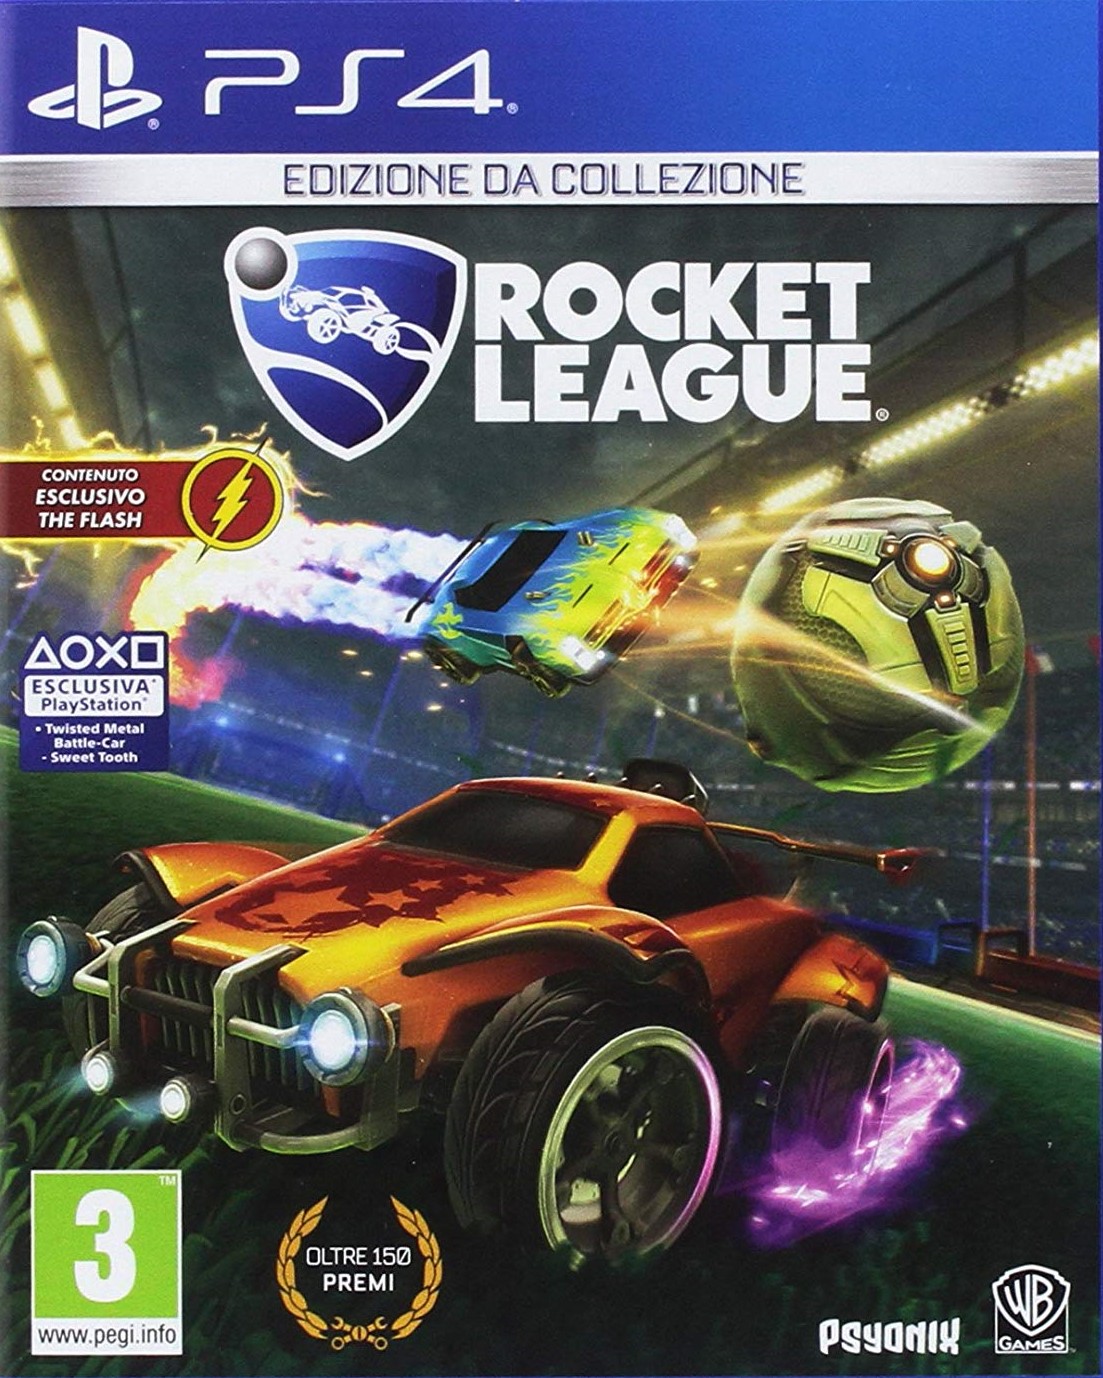 PS4®
EDIZIONE DA COLLEZIONE
ROCKET
LEAGUE®
CONTENUTO
ESCLUSIVO
THE FLASH
ESCLUSIVA*
PlayStation®
• Twisted Metal
Battle-Car
- Sweet Tooth
3™
www.pegi.info
OLTRE 150
PREMI
PSYONIX
WB
GAMES